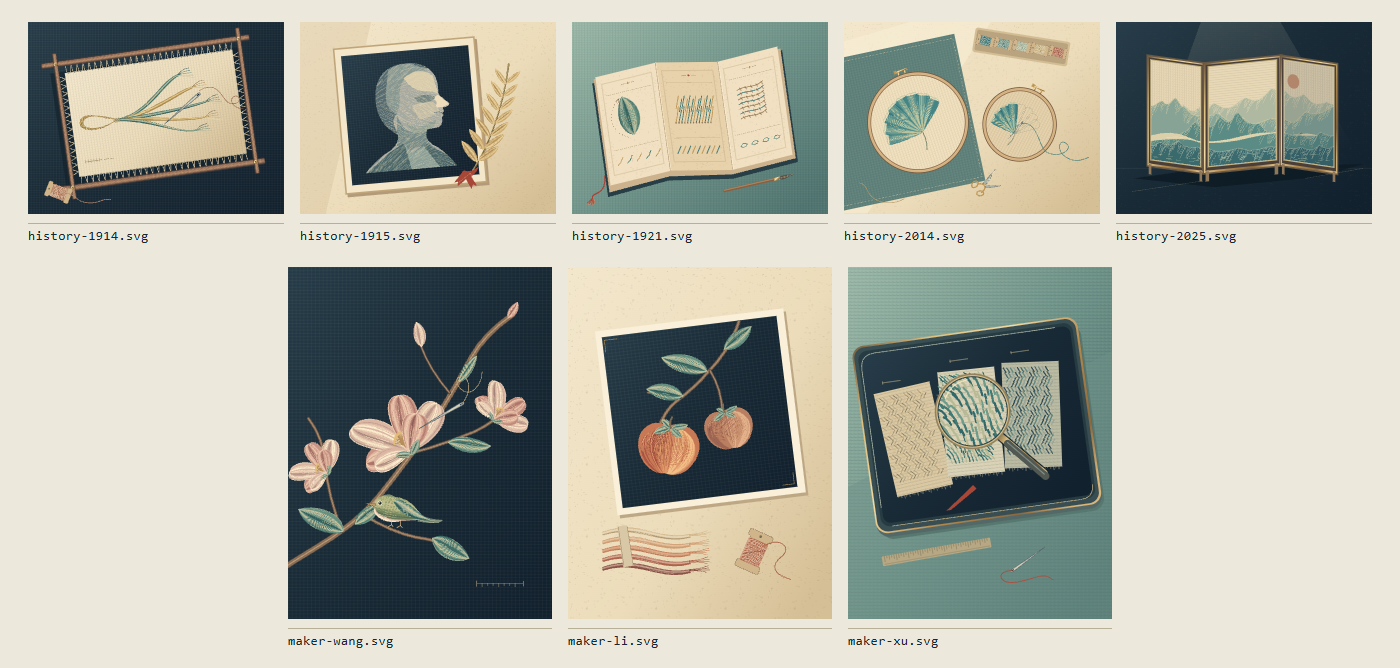 history-1914.svg
history-1915.svg
history-1921.svg
history-2014.svg
history-2025.svg
maker-wang.svg
maker-li.svg
maker-xu.svg